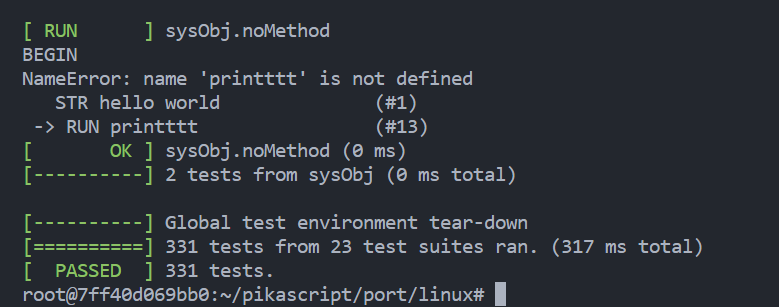 [ RUN      ] sysObj.noMethod
BEGIN
NameError: name 'printttt' is not defined
   STR hello world              (#1)
 -> RUN printttt                (#13)
[       OK ] sysObj.noMethod (0 ms)
[----------] 2 tests from sysObj (0 ms total)

[----------] Global test environment tear-down
[==========] 331 tests from 23 test suites ran. (317 ms total)
[  PASSED  ] 331 tests.
root@7ff40d069bb0:~/pikascript/port/linux#